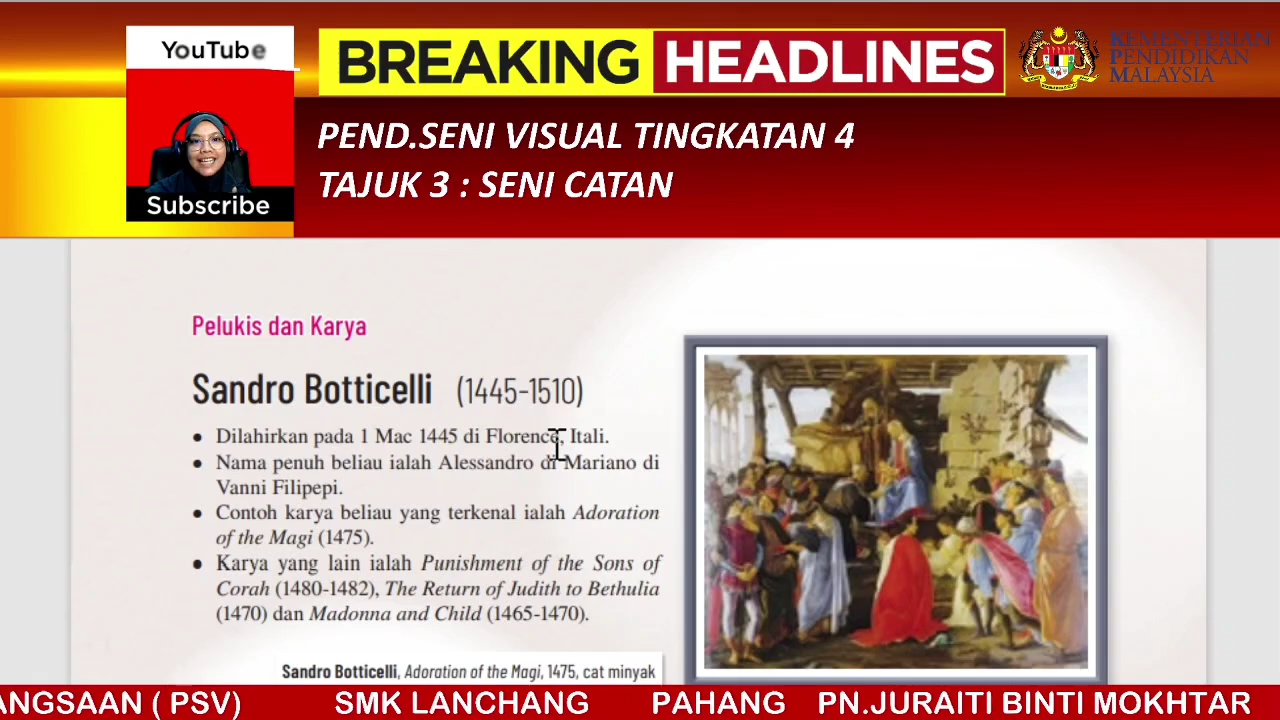 YouTube
BREAKING HEADLINES
KEMENTERIAN
PENDIDIKAN
MALAYSIA
PEND.SENI VISUAL TINGKATAN 4
TAJUK 3 : SENI CATAN
Subscribe
Pelukis dan Karya
Sandro Botticelli (1445-1510)
• Dilahirkan pada 1 Mac 1445 di Florence, Itali.
• Nama penuh beliau ialah Alessandro di Mariano di
Vanni Filipepi.
• Contoh karya beliau yang terkenal ialah Adoration
of the Magi (1475).
• Karya yang lain ialah Punishment of the Sons of
Corah (1480-1482), The Return of Judith to Bethulia
(1470) dan Madonna and Child (1465-1470).
Sandro Botticelli, Adoration of the Magi, 1475, cat minyak
ANGSAAN ( PSV) SMK LANCHANG PAHANG PN.JURAITI BINTI MOKHTAR